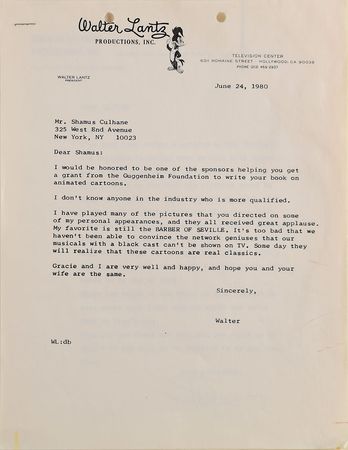 Walter Lantz
PRODUCTIONS, INC.
TELEVISION CENTER
6311 ROMAINE STREET · HOLLYWOOD, CA 90038
PHONE (213) 469-2907
WALTER LANTZ
PRESIDENT
June 24, 1980
Mr. Shamus Culhane
325 West End Avenue
New York, NY 10023
Dear Shamus:
I would be honored to be one of the sponsors helping you get
a grant from the Guggenheim Foundation to write your book on
animated cartoons.
I don't know anyone in the industry who is more qualified.
I have played many of the pictures that you directed on some
of my personal appearances, and they all received great applause.
My favorite is still the BARBER OF SEVILLE. It's too bad that we
haven't been able to convince the network geniuses that our
musicals with a black cast can't be shown on TV. Some day they
will realize that these cartoons are real classics.
Gracie and I are very well and happy, and hope you and your
wife are the same.
Sincerely,
Walter
WL:db